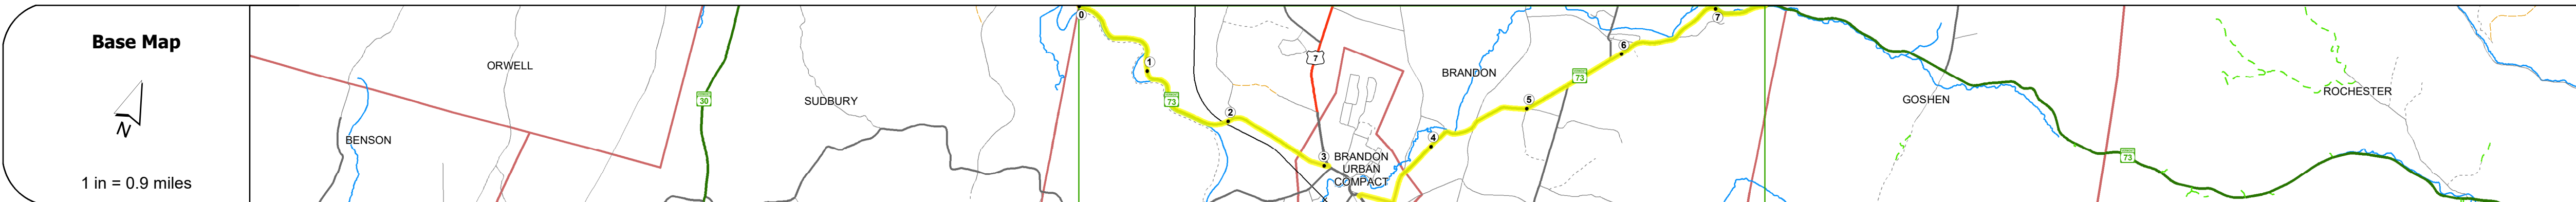 Base Map
N
1 in = 0.9 miles
BENSON
ORWELL
30
SUDBURY
0
1
73
2
7
3
BRANDON
URBAN
COMPACT
4
BRANDON
5
73
6
7
GOSHEN
73
ROCHESTER